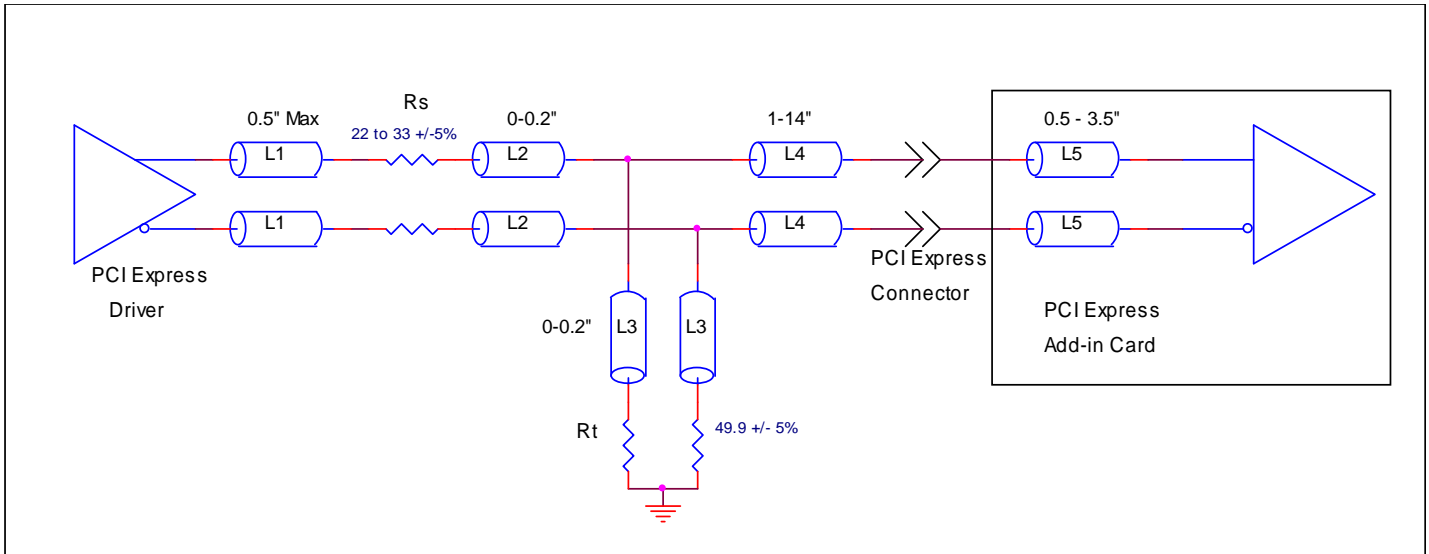 Rs
0.5" Max
0-0.2"
1-14"
0.5 - 3.5"
22 to 33 +/-5%
L1
L2
L4
L5
L1
L2
L4
L5
PCI Express
Driver
PCI Express
Connector
PCI Express
Add-in Card
0-0.2"
L3
L3
Rt
49.9 +/- 5%